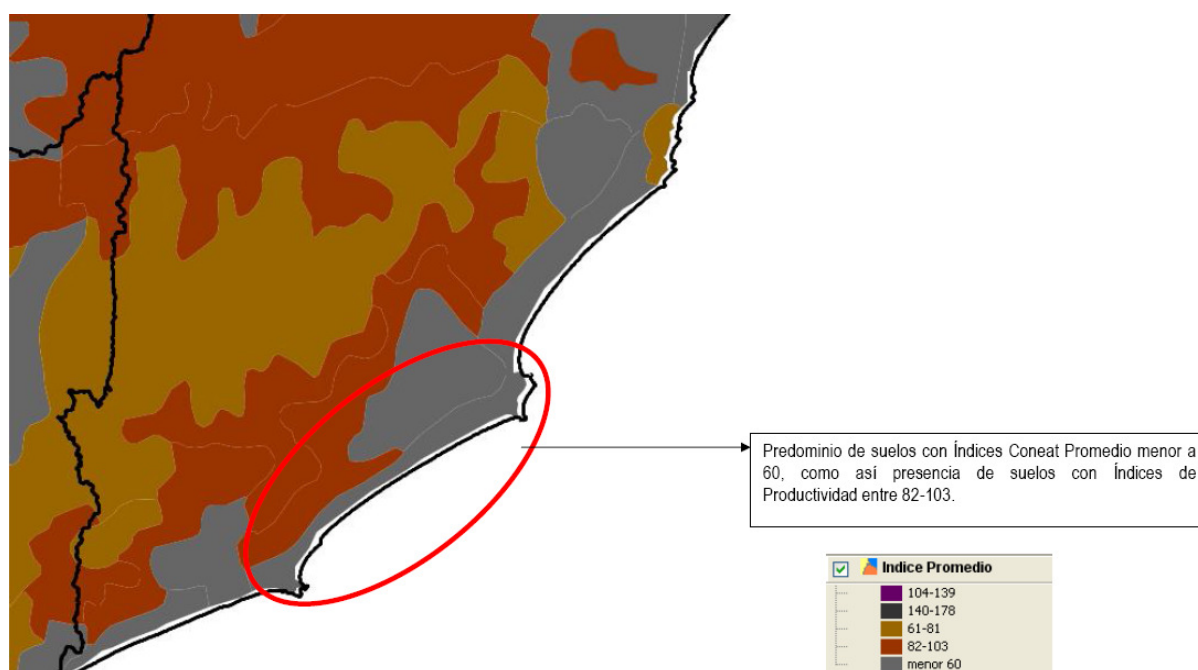 Predominio de suelos con Índices Coneat Promedio menor a
60, como así presencia de suelos con Índices de
Productividad entre 82-103.
Indice Promedio
104-139
140-178
61-81
82-103
menor 60